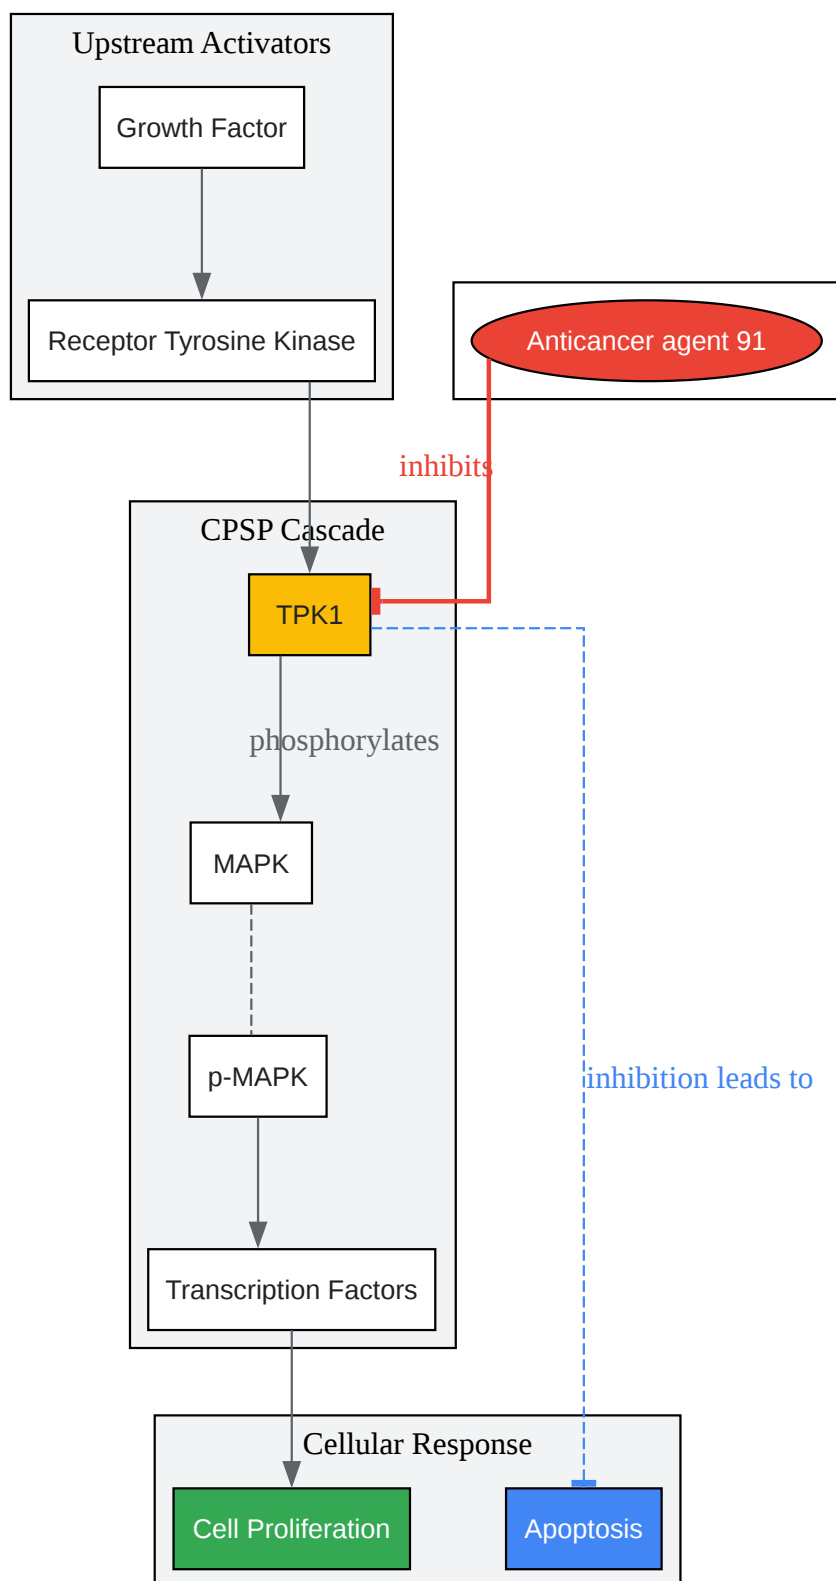 Upstream Activators
Growth Factor
Receptor Tyrosine Kinase
Anticancer agent 91
inhibits
CPSP Cascade
TPK1
phosphorylates
MAPK
p-MAPK
inhibition leads to
Transcription Factors
Cellular Response
Cell Proliferation
Apoptosis